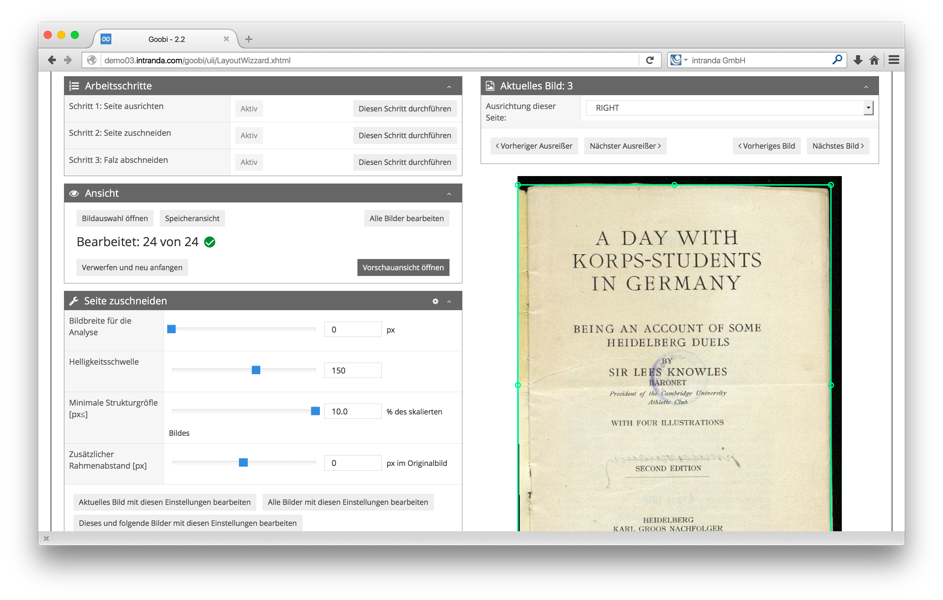 Goobi - 2.2
demo03.intranda.com/goobi/uii/LayoutWizzard.xhtml
intranda GmbH
Arbeitsschritte
Schritt 1: Seite ausrichten Aktiv Diesen Schritt durchführen
Schritt 2: Seite zuschneiden Aktiv Diesen Schritt durchführen
Schritt 3: Falz abschneiden Aktiv Diesen Schritt durchführen
Ansicht
Bildauswahl öffnen Speicheransicht Alle Bilder bearbeiten
Bearbeitet: 24 von 24
Verwerfen und neu anfangen Vorschauansicht öffnen
Seite zuschneiden
Bildbreite für die
Analyse
0 px
Helligkeitsschwelle
150
Minimale Strukturgröße
[px≤]
10.0 % des skalierten
Bildes
Zusätzlicher
Rahmenabstand [px]
0 px im Originalbild
Aktuelles Bild mit diesen Einstellungen bearbeiten Alle Bilder mit diesen Einstellungen bearbeiten
Dieses und folgende Bilder mit diesen Einstellungen bearbeiten
Aktuelles Bild: 3
Ausrichtung dieser
Seite:
RIGHT
< Vorheriger Ausreißer Nächster Ausreißer > < Vorheriges Bild Nächstes Bild >
A DAY WITH
KORPS-STUDENTS
IN GERMANY
BEING AN ACCOUNT OF SOME
HEIDELBERG DUELS
BY
SIR LEES KNOWLES
BARONET
President of the Cambridge University
Athletic Club
WITH FOUR ILLUSTRATIONS
SECOND EDITION
HEIDELBERG
KARL GROOS NACHFOLGER